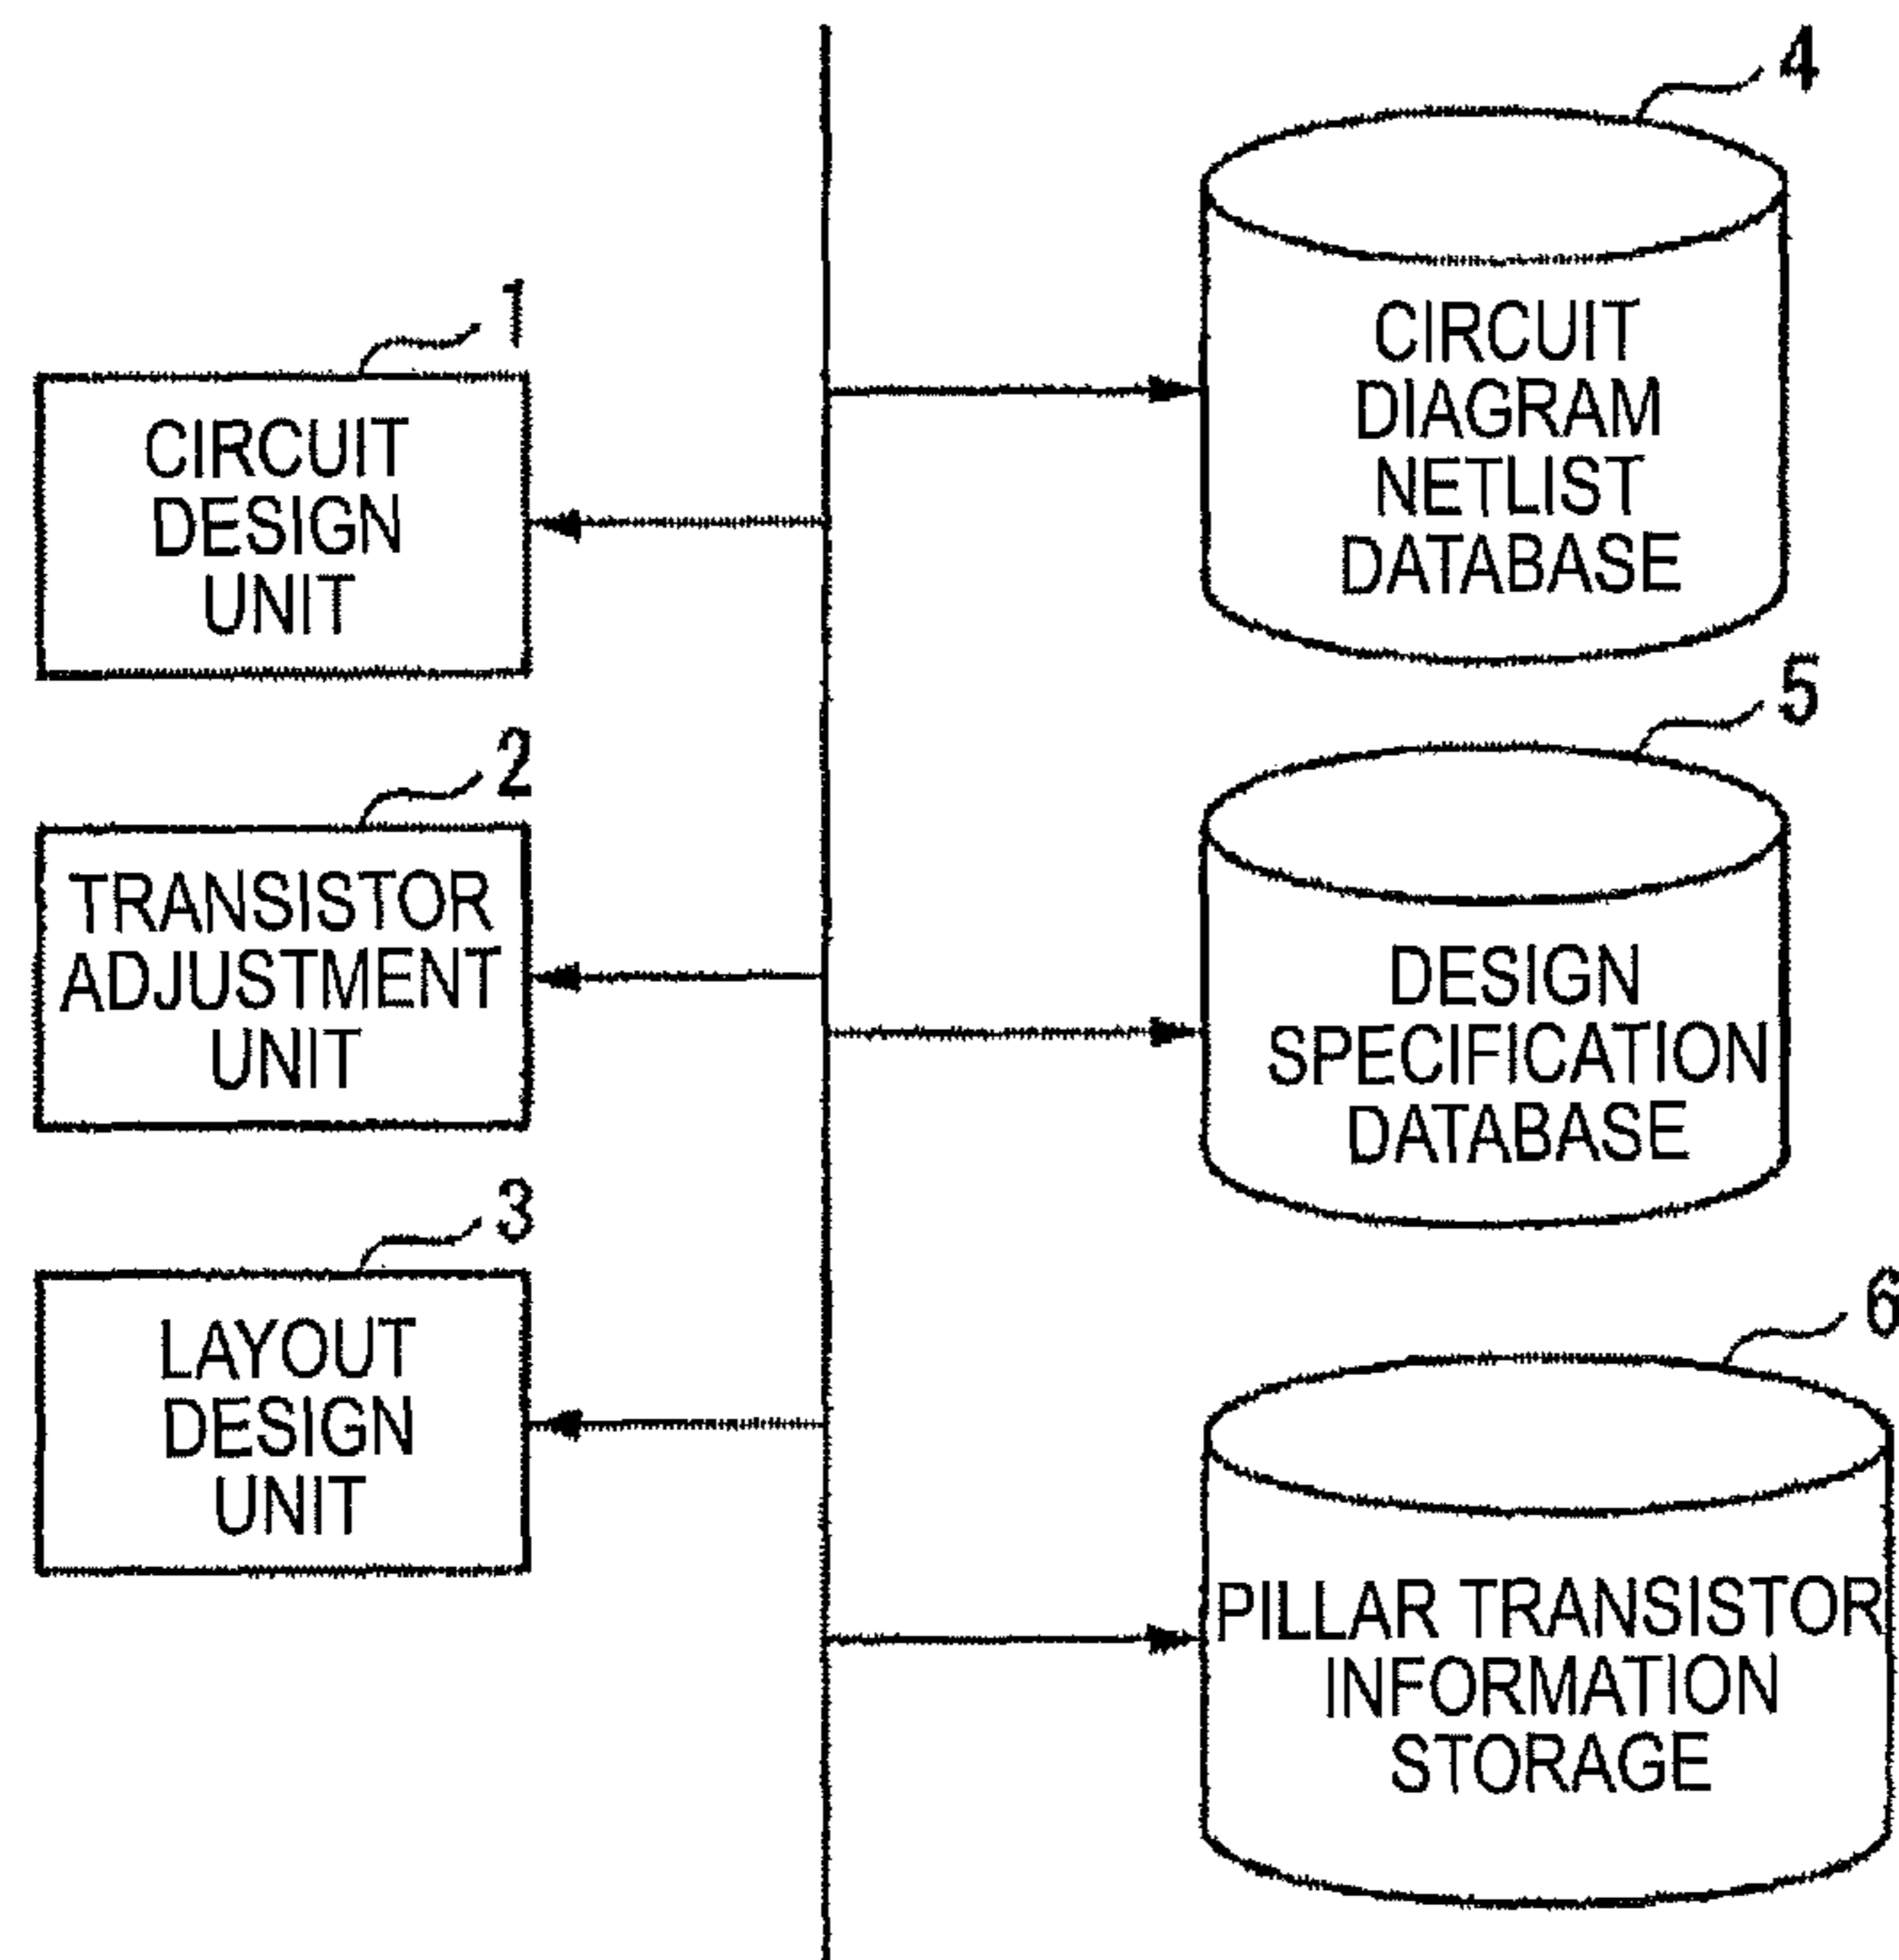 1
CIRCUIT
DESIGN
UNIT
2
TRANSISTOR
ADJUSTMENT
UNIT
3
LAYOUT
DESIGN
UNIT
4
CIRCUIT
DIAGRAM
NETLIST
DATABASE
5
DESIGN
SPECIFICATION
DATABASE
6
PILLAR TRANSISTOR
INFORMATION
STORAGE